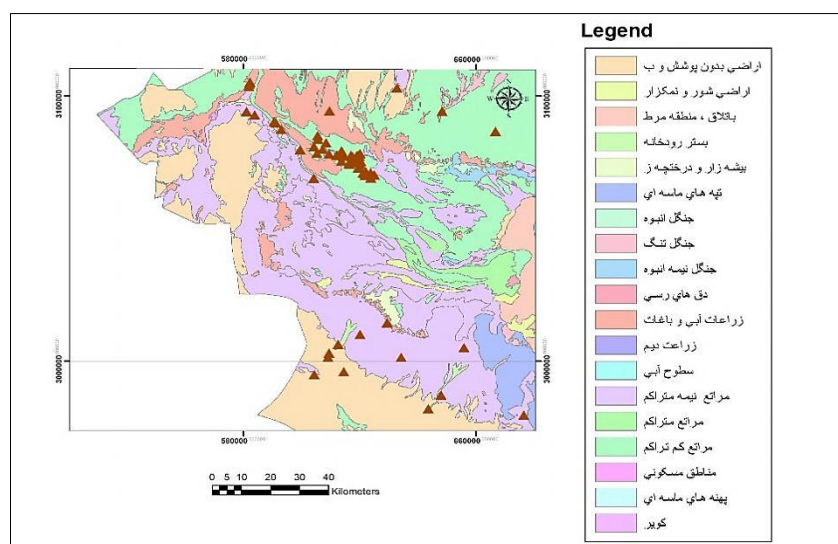 Legend
580000
660000
3100000
3100000
3000000
3000000
580000
660000
0 5 10 20 30 40
Kilometers
اراضي بدون پوشش و ب
اراضي شور و نمكزار
باتلاق ، منطقه مرط
بستر رودخانه
بيشه زار و درختچه ز
تپه هاي ماسه اي
جنگل انبوه
جنگل تنگ
جنگل نيمه انبوه
دق هاي رسي
زراعات آبي و باغات
زراعت ديم
سطوح آبي
مراتع نيمه متراكم
مراتع متراكم
مراتع كم تراكم
مناطق مسكوني
پهنه هاي ماسه اي
كوير